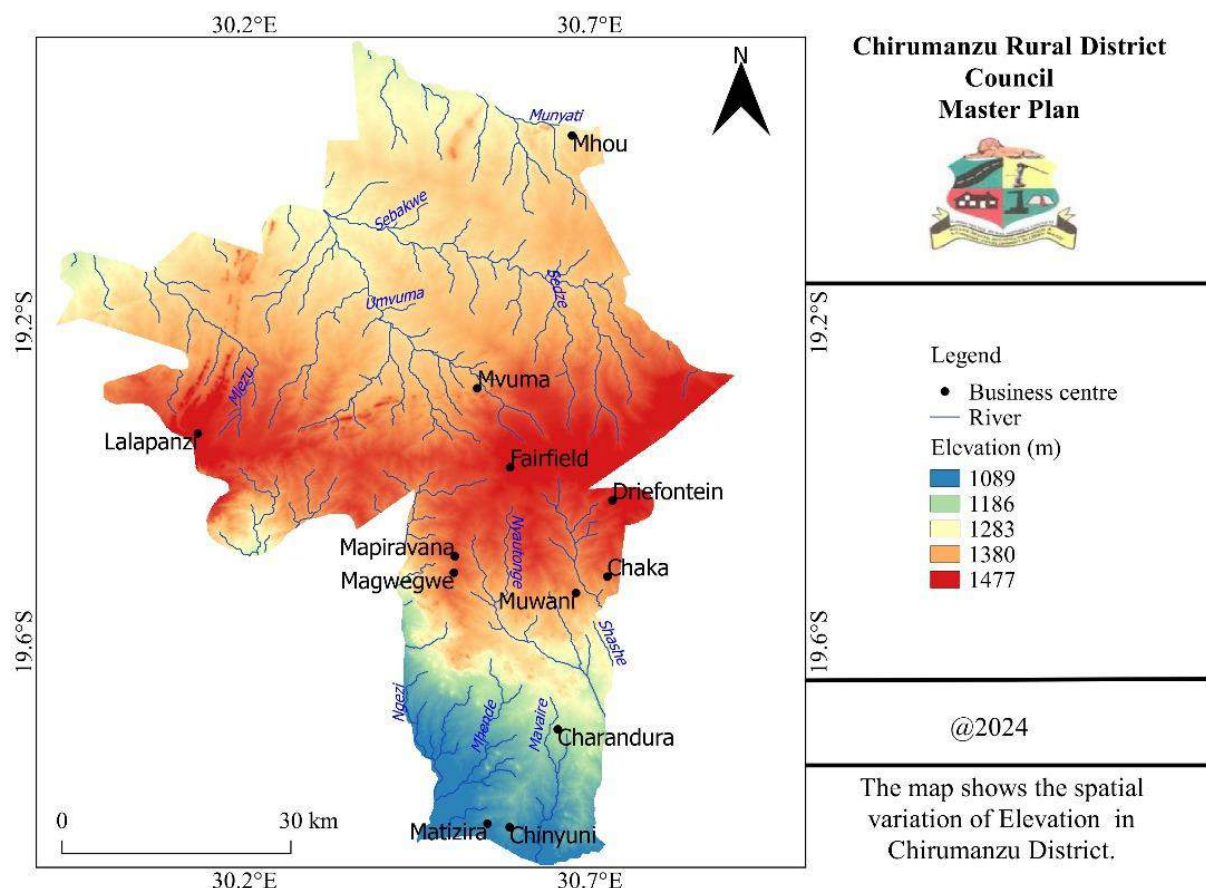 30.2°E
30.7°E
N
Munyati
Mhou
Sebakwe
Bedze
Umvuma
19.2°S
19.2°S
Mlezu
Mvuma
Lalapanzi
Fairfield
Driefontein
Nyautonge
Mapiravana
Magwegwe
Chaka
Muwani
Shashe
19.6°S
19.6°S
Ngezi
Mhende
Mavaire
Charandura
Matizira
Chinyuni
0 30 km
30.2°E
30.7°E
Chirumanzu Rural District
Council
Master Plan
Legend
Business centre
River
Elevation (m)
1089
1186
1283
1380
1477
@2024
The map shows the spatial
variation of Elevation in
Chirumanzu District.